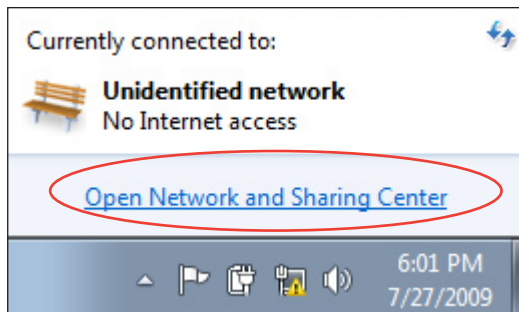 Currently connected to:
Unidentified network
No Internet access
Open Network and Sharing Center
6:01 PM
7/27/2009